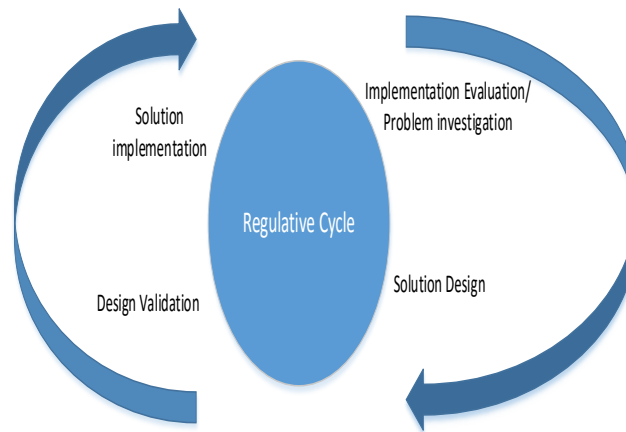 Implementation Evaluation/
Problem investigation
Solution
implementation
Regulative Cycle
Solution Design
Design Validation